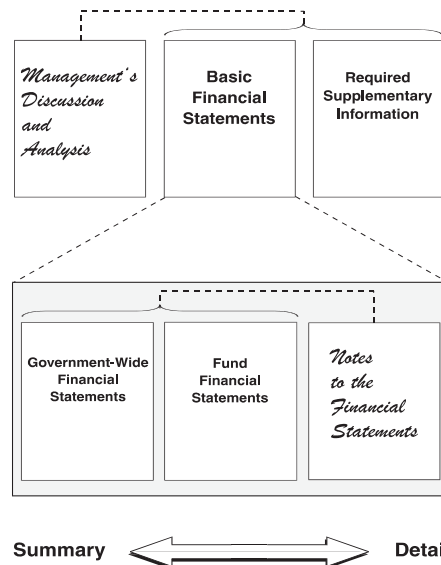 Management's
Discussion
and
Analysis
Basic
Financial
Statements
Required
Supplementary
Information
Government-Wide
Financial
Statements
Fund
Financial
Statements
Notes
to the
Financial
Statements
Summary
Detai